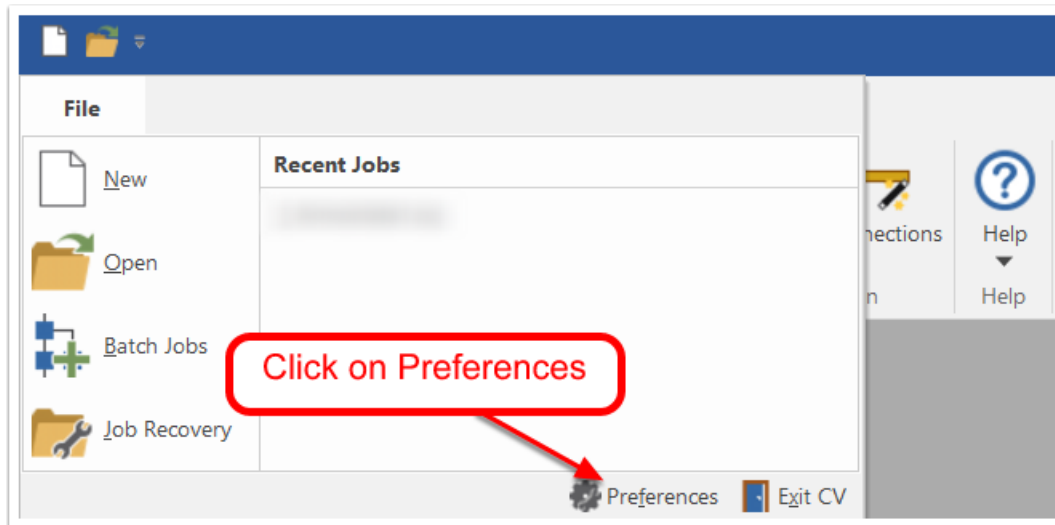 File
New
Recent Jobs
Open
Batch Jobs
Job Recovery
Click on Preferences
Preferences
Exit CV
nections
Help
n
Help